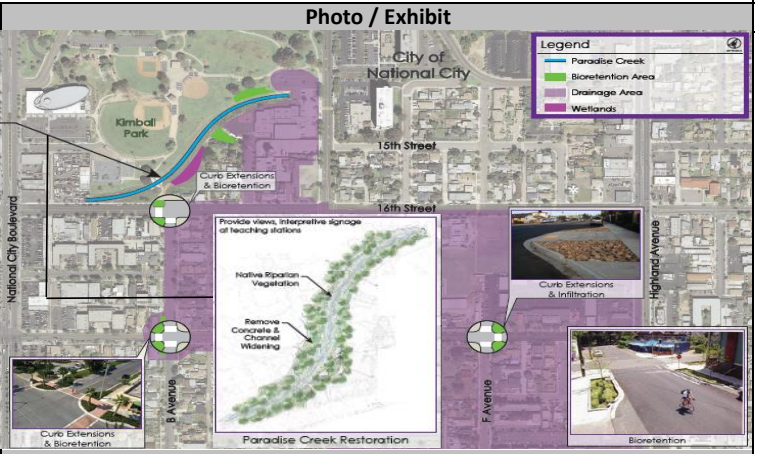 Photo / Exhibit
City of
National City
Legend
Paradise Creek
Bioretention Area
Drainage Area
Wetlands
Kimball
Park
15th Street
Curb Extensions
& Bioretention
16th Street
National City Boulevard
Provide views, interpretive signage
at teaching stations
Native Riparian
Vegetation
Remove
Concrete &
Channel
Widening
Paradise Creek Restoration
Curb Extensions
& Infiltration
Highland Avenue
B Avenue
F Avenue
Curb Extensions
& Bioretention
Bioretention